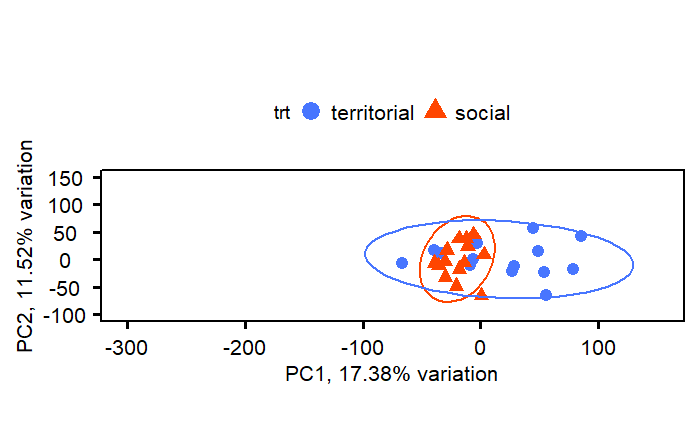 trt territorial social
PC2, 11.52% variation
150
100
50
0
-50
-100
-300 -200 -100 0 100
PC1, 17.38% variation